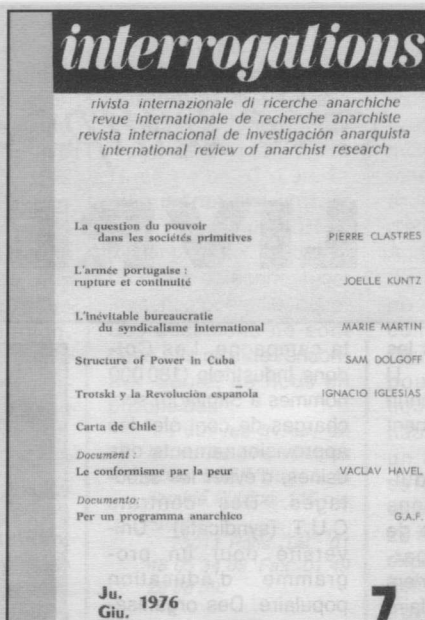 interrogations
rivista internazionale di ricerche anarchiche
revue internationale de recherche anarchiste
revista internacional de investigación anarquista
international review of anarchist research
La question du pouvoir
dans les sociétés primitives PIERRE CLASTRES
L'armée portugaise :
rupture et continuité JOELLE KUNTZ
L'inévitable bureaucratie
du syndicalisme international MARIE MARTIN
Structure of Power in Cuba SAM DOLGOFF
Trotski y la Revolución espanola IGNACIO IGLESIAS
Carta de Chile
Document :
Le conformisme par la peur VACLAV HAVEL
Documento:
Per un programma anarchico G.A.F.
Ju.
Giu. 1976 7